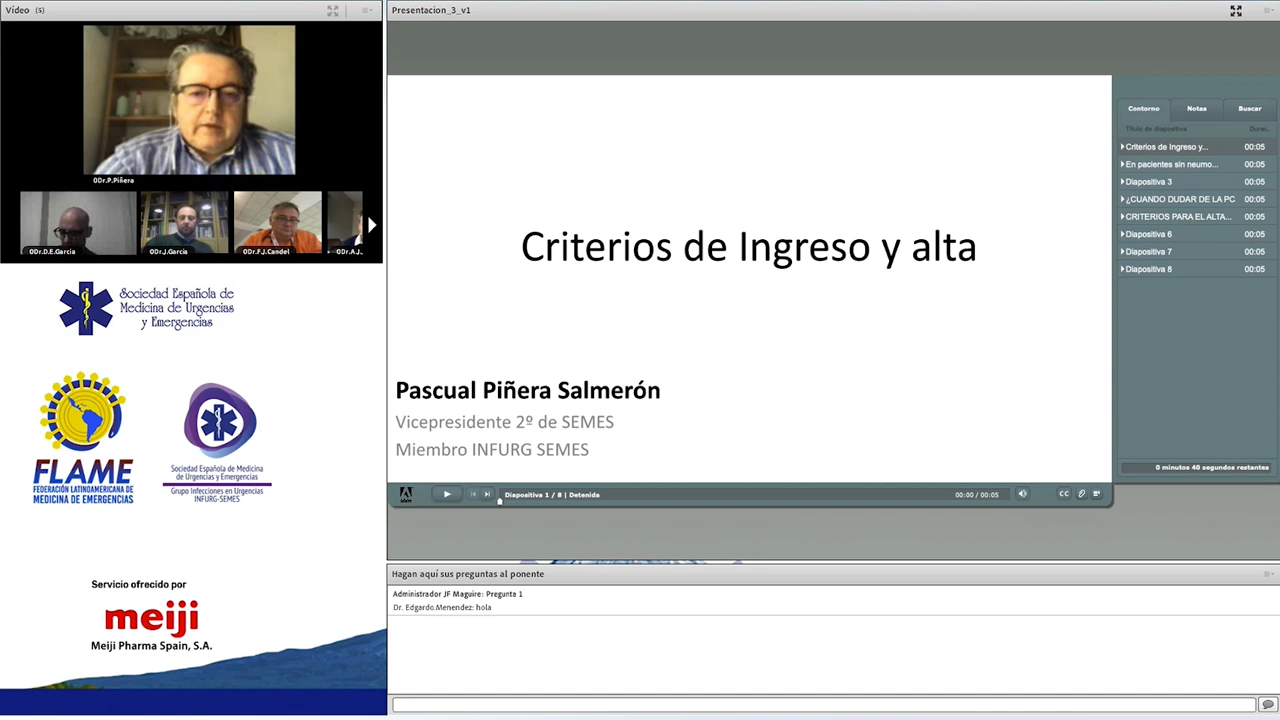 Vídeo (5)
0Dr.P.Piñera
0Dr.D.E.Garcia
0Dr.J.Garcia
0Dr.F.J.Candel
0Dr.A.J.
Sociedad Española de
Medicina de Urgencias
y Emergencias
FLAME
FEDERACIÓN LATINOAMERICANA
DE MEDICINA DE EMERGENCIAS
Sociedad Española de Medicina
de Urgencias y Emergencias
Grupo Infecciones en Urgencias
INFURG-SEMES
Servicio ofrecido por
meiji
Meiji Pharma Spain, S.A.
Presentacion_3_v1
Criterios de Ingreso y alta
Pascual Piñera Salmerón
Vicepresidente 2º de SEMES
Miembro INFURG SEMES
Contorno Notas Buscar
Título de diapositiva Durac.
Criterios de Ingreso y... 00:05
En pacientes sin neumo... 00:05
Diapositiva 3 00:05
¿CUANDO DUDAR DE LA PC 00:05
CRITERIOS PARA EL ALTA... 00:05
Diapositiva 6 00:05
Diapositiva 7 00:05
Diapositiva 8 00:05
0 minutos 40 segundos restantes
Diapositiva 1 / 8 | Detenida 00:00 / 00:05 CC
Hagan aquí sus preguntas al ponente
Administrador JF Maguire: Pregunta 1
Dr. Edgardo.Menendez: hola